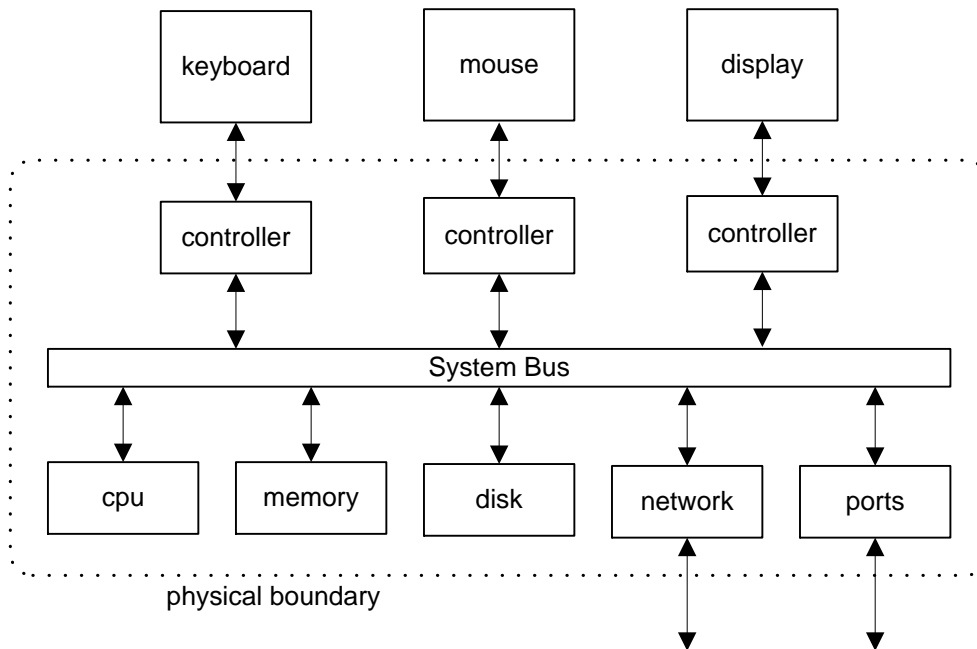 keyboard
mouse
display
controller
controller
controller
System Bus
cpu
memory
disk
network
ports
physical boundary